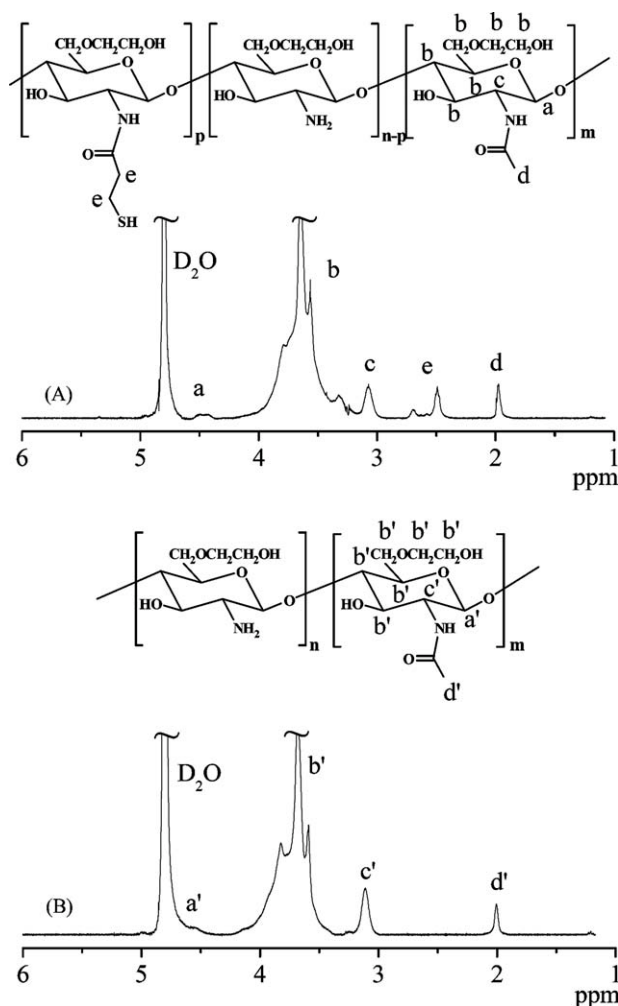 b b b
CH₂OCH₂CH₂OH CH₂OCH₂CH₂OH b CH₂OCH₂CH₂OH
O O O
b c
HO O HO O HO O
a
NH NH₂ b NH
p n-p m
O O
e d
e
SH
D₂O
b
a c e d
(A)
6 5 4 3 2 1
ppm
b' b' b'
CH₂OCH₂CH₂OH b' CH₂OCH₂CH₂OH
O O
b' c'
HO O HO O
a'
NH₂ b' NH
n m
O
d'
D₂O
b'
a' c' d'
(B)
6 5 4 3 2 1
ppm